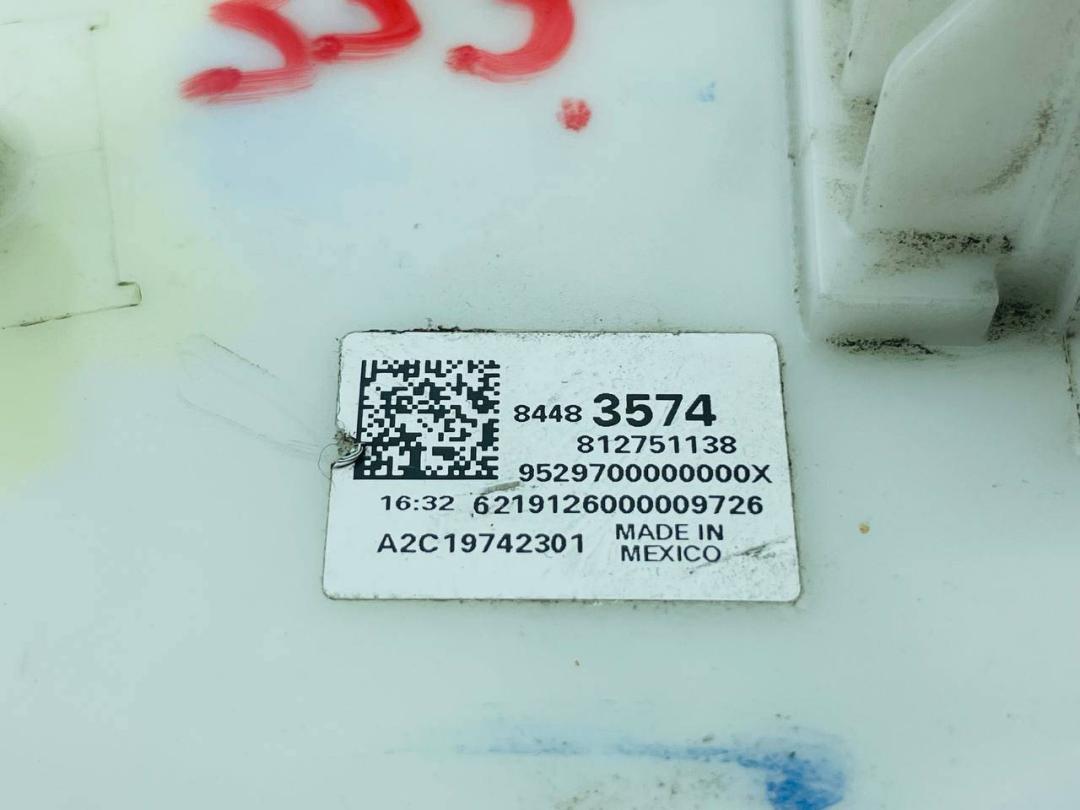 8448 3574
812751138
9529700000000X
16:32 6219126000009726
A2C19742301 MADE IN
MEXICO